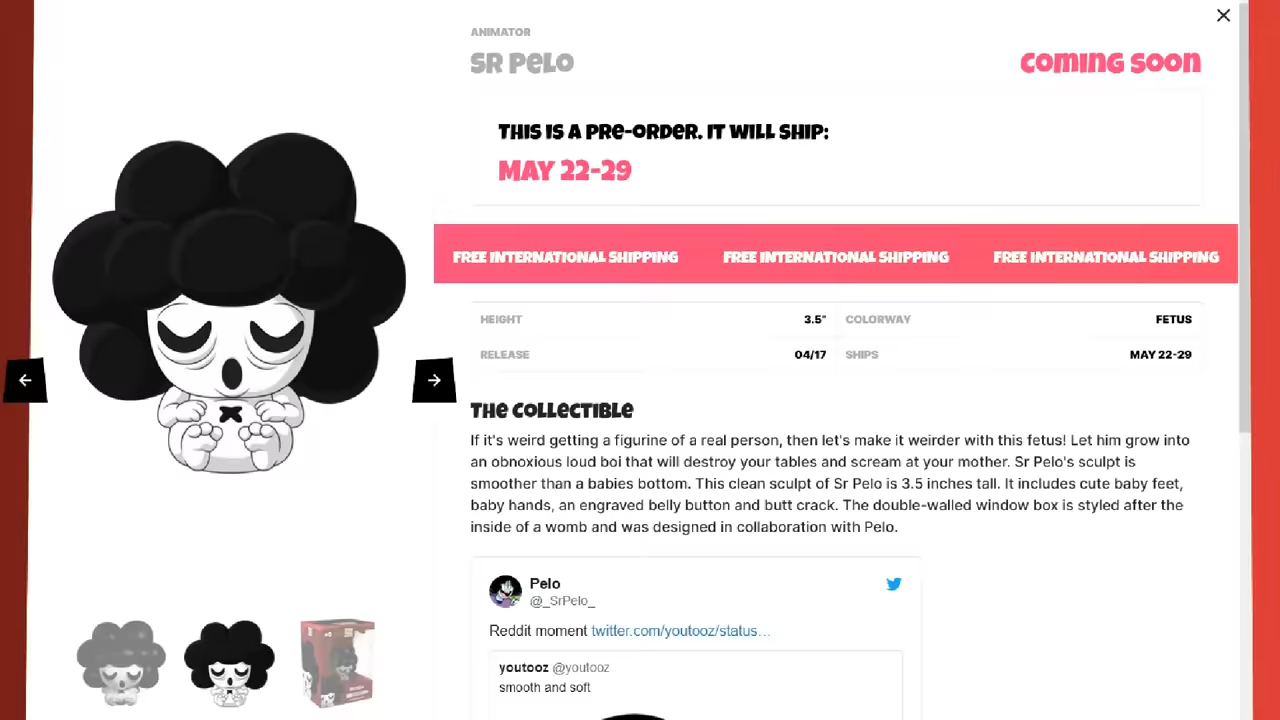 ANIMATOR
SR PELO
COMING SOON
THIS IS A PRE-ORDER. IT WILL SHIP:
MAY 22-29
FREE INTERNATIONAL SHIPPING FREE INTERNATIONAL SHIPPING FREE INTERNATIONAL SHIPPING
HEIGHT 3.5" COLORWAY FETUS
RELEASE 04/17 SHIPS MAY 22-29
THE COLLECTIBLE
If it's weird getting a figurine of a real person, then let's make it weirder with this fetus! Let him grow into
an obnoxious loud boi that will destroy your tables and scream at your mother. Sr Pelo's sculpt is
smoother than a babies bottom. This clean sculpt of Sr Pelo is 3.5 inches tall. It includes cute baby feet,
baby hands, an engraved belly button and butt crack. The double-walled window box is styled after the
inside of a womb and was designed in collaboration with Pelo.
Pelo
@_SrPelo_
Reddit moment twitter.com/youtooz/status…
youtooz @youtooz
smooth and soft